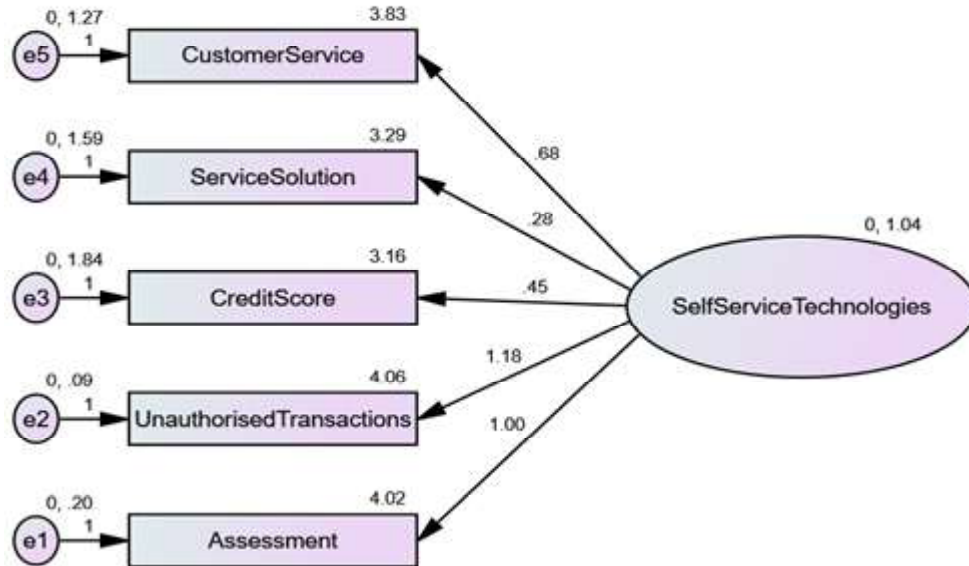 0, 1.27
3.83
e5
1
CustomerService
.68
0, 1.59
3.29
e4
1
ServiceSolution
.28
0, 1.04
0, 1.84
3.16
e3
1
CreditScore
.45
SelfServiceTechnologies
0, .09
4.06
e2
1
UnauthorisedTransactions
1.18
0, .20
4.02
e1
1
Assessment
1.00